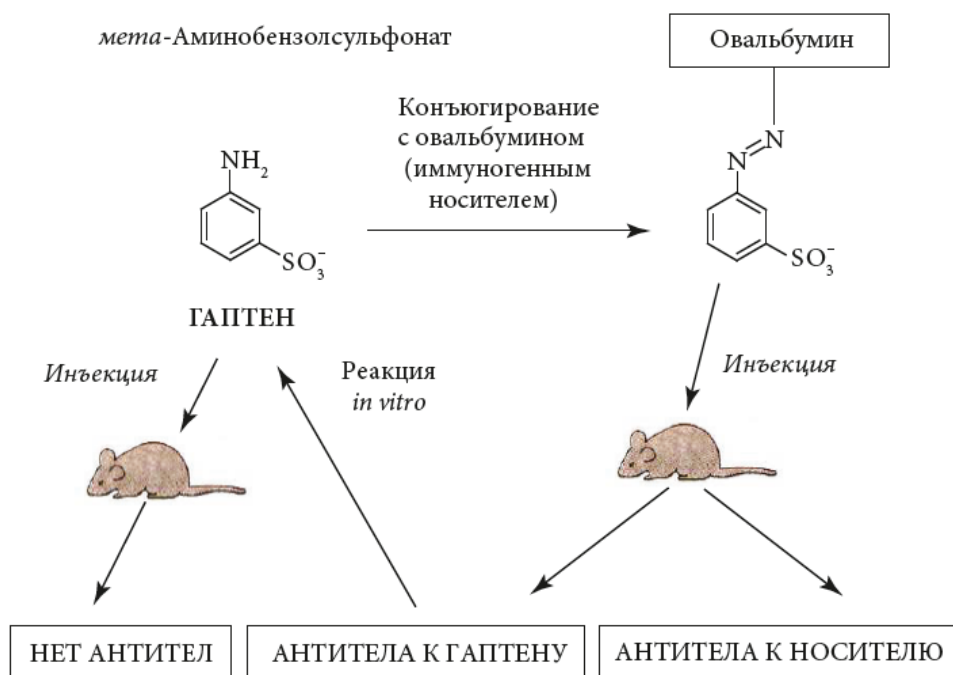 мета-Аминобензолсульфонат
Овальбумин
Конъюгирование
с овальбумином
(иммуногенным
носителем)
N
N
NH₂
SO₃⁻
SO₃⁻
ГАПТЕН
Инъекция
Реакция
in vitro
Инъекция
НЕТ АНТИТЕЛ
АНТИТЕЛА К ГАПТЕНУ
АНТИТЕЛА К НОСИТЕЛЮ